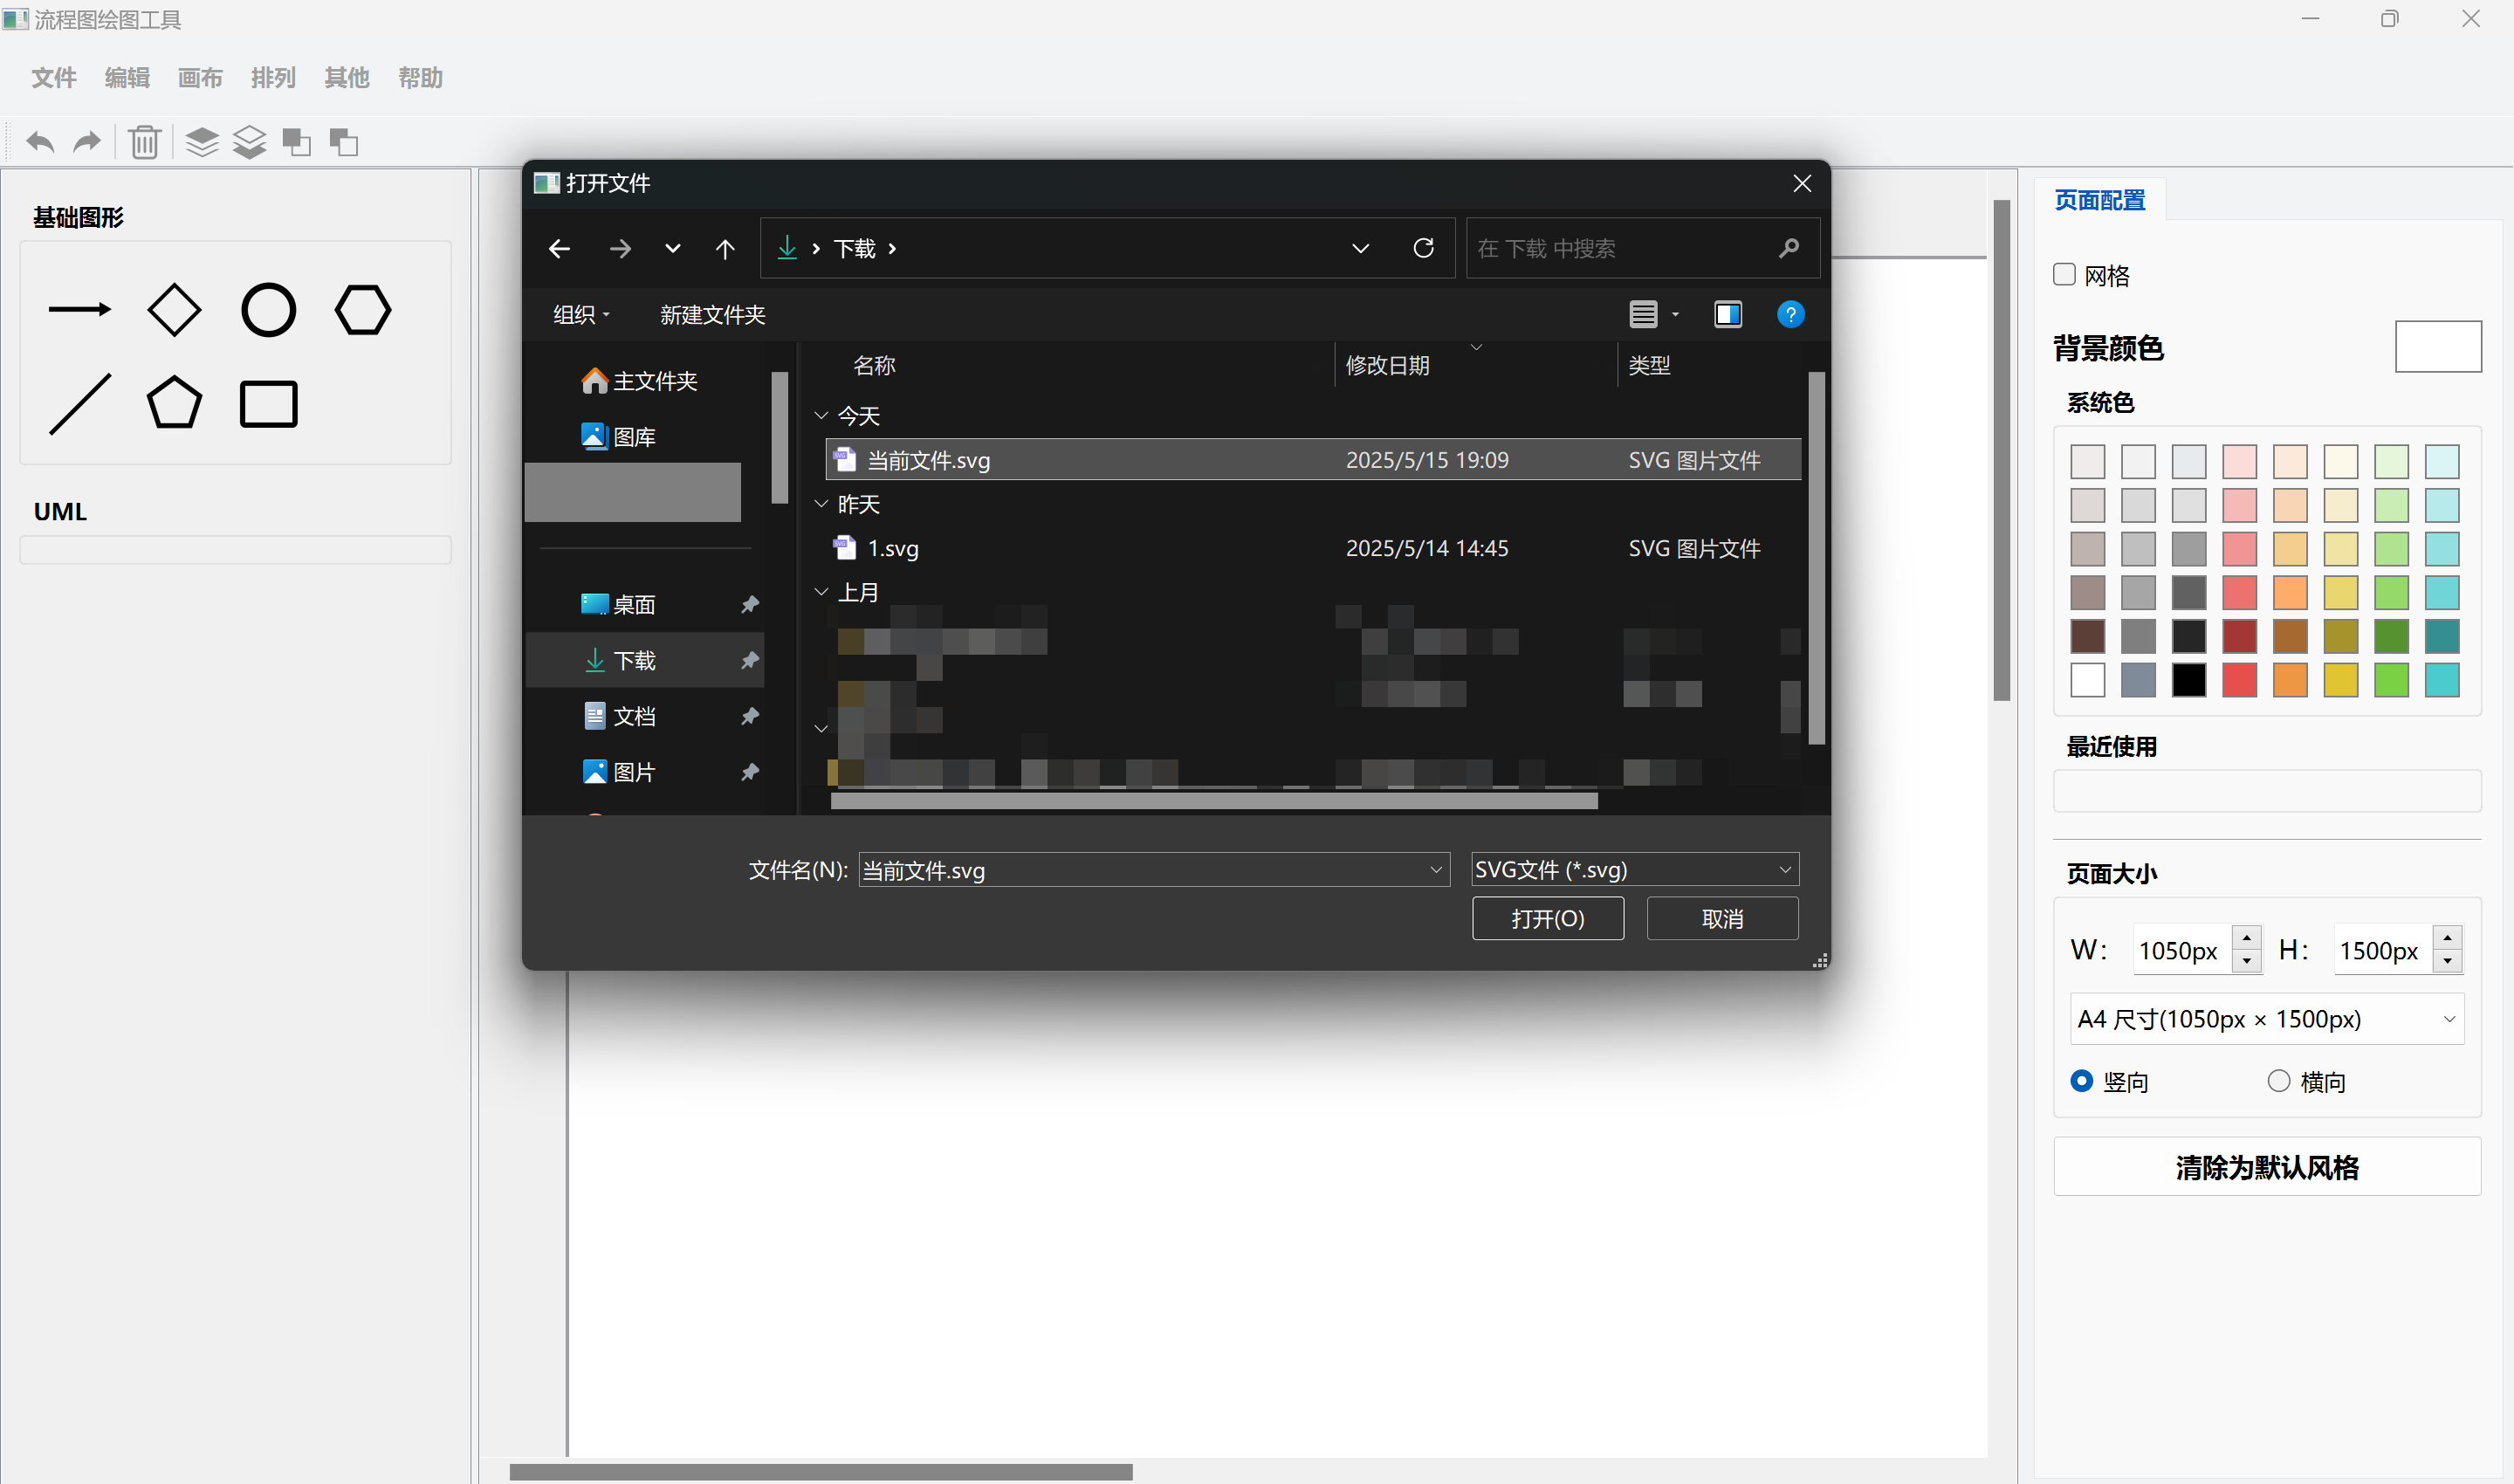 流程图绘图工具
文件 编辑 画布 排列 其他 帮助
基础图形
UML
打开文件
下载
在 下载 中搜索
组织 新建文件夹
主文件夹
图库
桌面
下载
文档
图片
名称 修改日期 类型
今天
当前文件.svg 2025/5/15 19:09 SVG 图片文件
昨天
1.svg 2025/5/14 14:45 SVG 图片文件
上月
文件名(N): 当前文件.svg SVG文件 (*.svg)
打开(O) 取消
页面配置
网格
背景颜色
系统色
最近使用
页面大小
W: 1050px H: 1500px
A4 尺寸(1050px × 1500px)
竖向 横向
清除为默认风格